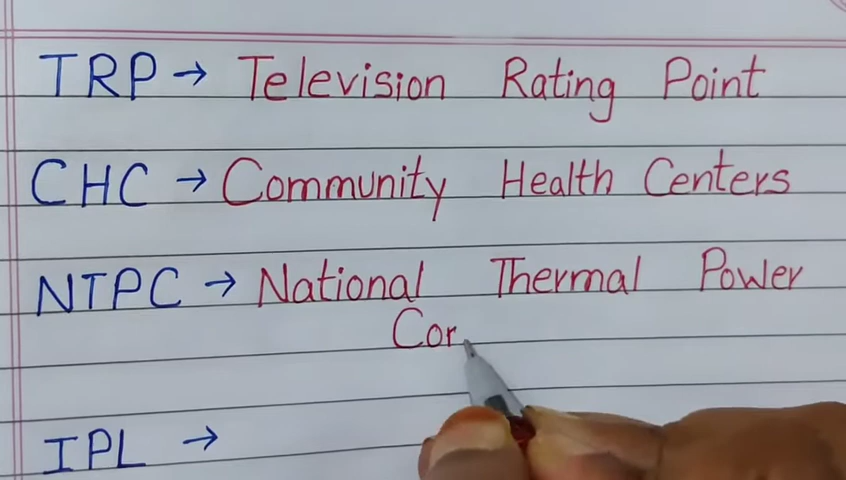 TRP → Television Rating Point
CHC → Community Health Centers
NTPC → National Thermal Power
Cor
IPL →